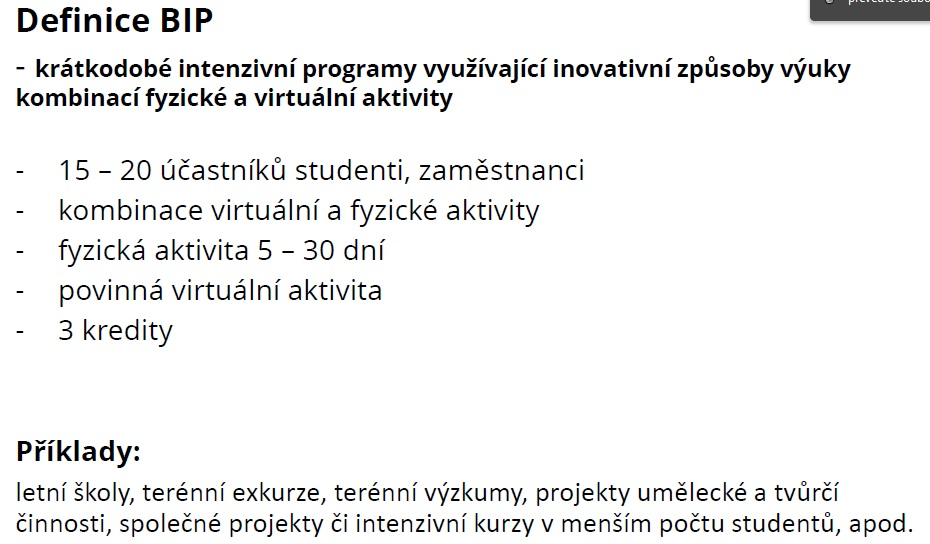 Definice BIP
- krátkodobé intenzivní programy využívající inovativní způsoby výuky
kombinací fyzické a virtuální aktivity
- 15 – 20 účastníků studenti, zaměstnanci
- kombinace virtuální a fyzické aktivity
- fyzická aktivita 5 – 30 dní
- povinná virtuální aktivita
- 3 kredity
Příklady:
letní školy, terénní exkurze, terénní výzkumy, projekty umělecké a tvůrčí
činnosti, společné projekty či intenzivní kurzy v menším počtu studentů, apod.